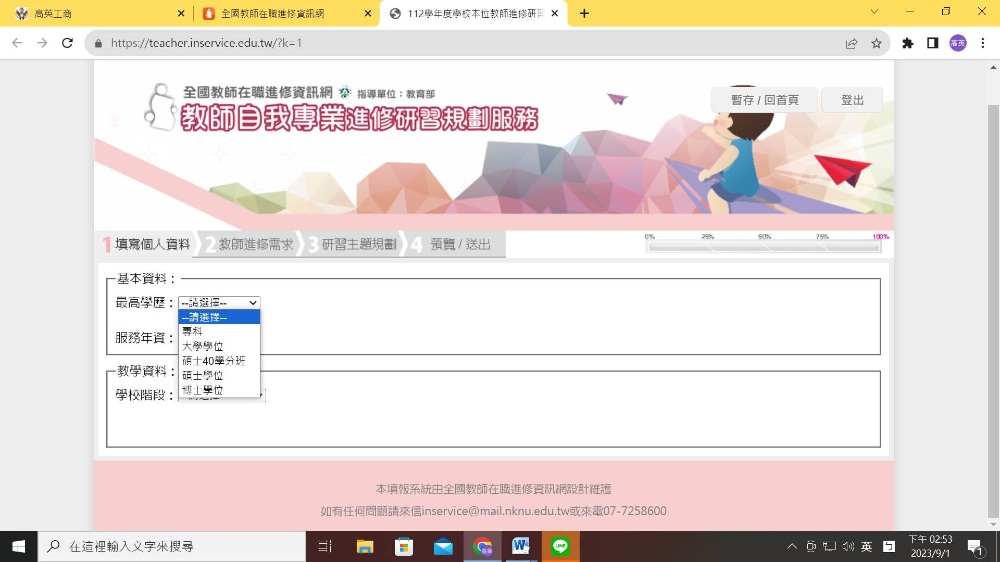 高英工商
全國教師在職進修資訊網
112學年度學校本位教師進修研習
https://teacher.inservice.edu.tw/?k=1
高英
全國教師在職進修資訊網 指導單位：教育部
教師自我專業進修研習規劃服務
暫存 / 回首頁
登出
1 填寫個人資料
2 教師進修需求
3 研習主題規劃
4 預覽 / 送出
0% 25% 50% 75% 100%
基本資料：
最高學歷：
--請選擇--
--請選擇--
專科
大學學位
碩士40學分班
碩士學位
博士學位
服務年資：
教學資料：
學校階段：
本填報系統由全國教師在職進修資訊網設計維護
如有任何問題請來信inservice@mail.nknu.edu.tw或來電07-7258600
在這裡輸入文字來搜尋
高英
LINE
英
下午 02:53
2023/9/1
1